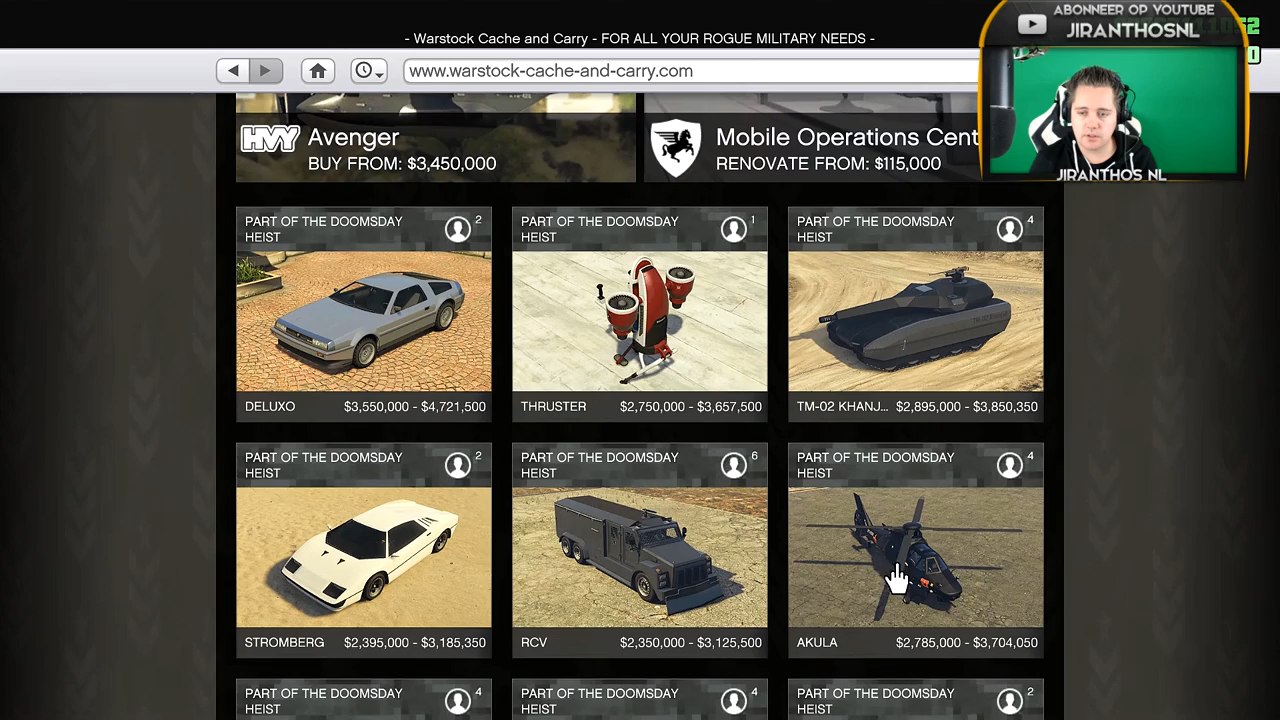 ABONNEER OP YOUTUBE
JIRANTHOSNL
- Warstock Cache and Carry - FOR ALL YOUR ROGUE MILITARY NEEDS -
www.warstock-cache-and-carry.com
JIRANTHOS NL
HVY Avenger
BUY FROM: $3,450,000
Mobile Operations Cent
RENOVATE FROM: $115,000
PART OF THE DOOMSDAY
HEIST
2
PART OF THE DOOMSDAY
HEIST
1
PART OF THE DOOMSDAY
HEIST
4
DELUXO $3,550,000 - $4,721,500
THRUSTER $2,750,000 - $3,657,500
TM-02 KHANJ... $2,895,000 - $3,850,350
PART OF THE DOOMSDAY
HEIST
2
PART OF THE DOOMSDAY
HEIST
6
PART OF THE DOOMSDAY
HEIST
4
STROMBERG $2,395,000 - $3,185,350
RCV $2,350,000 - $3,125,500
AKULA $2,785,000 - $3,704,050
PART OF THE DOOMSDAY
HEIST
4
PART OF THE DOOMSDAY
HEIST
4
PART OF THE DOOMSDAY
HEIST
2